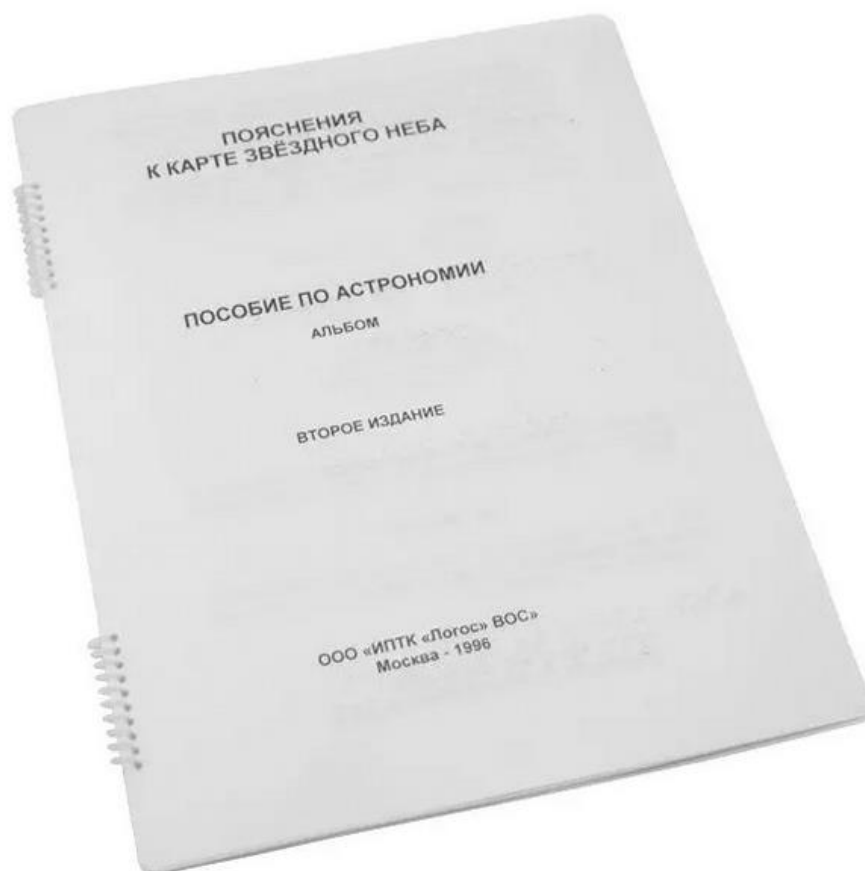 ПОЯСНЕНИЯ
К КАРТЕ ЗВЁЗДНОГО НЕБА
ПОСОБИЕ ПО АСТРОНОМИИ
АЛЬБОМ
ВТОРОЕ ИЗДАНИЕ
ООО «ИПТК «Логос» ВОС»
Москва - 1996